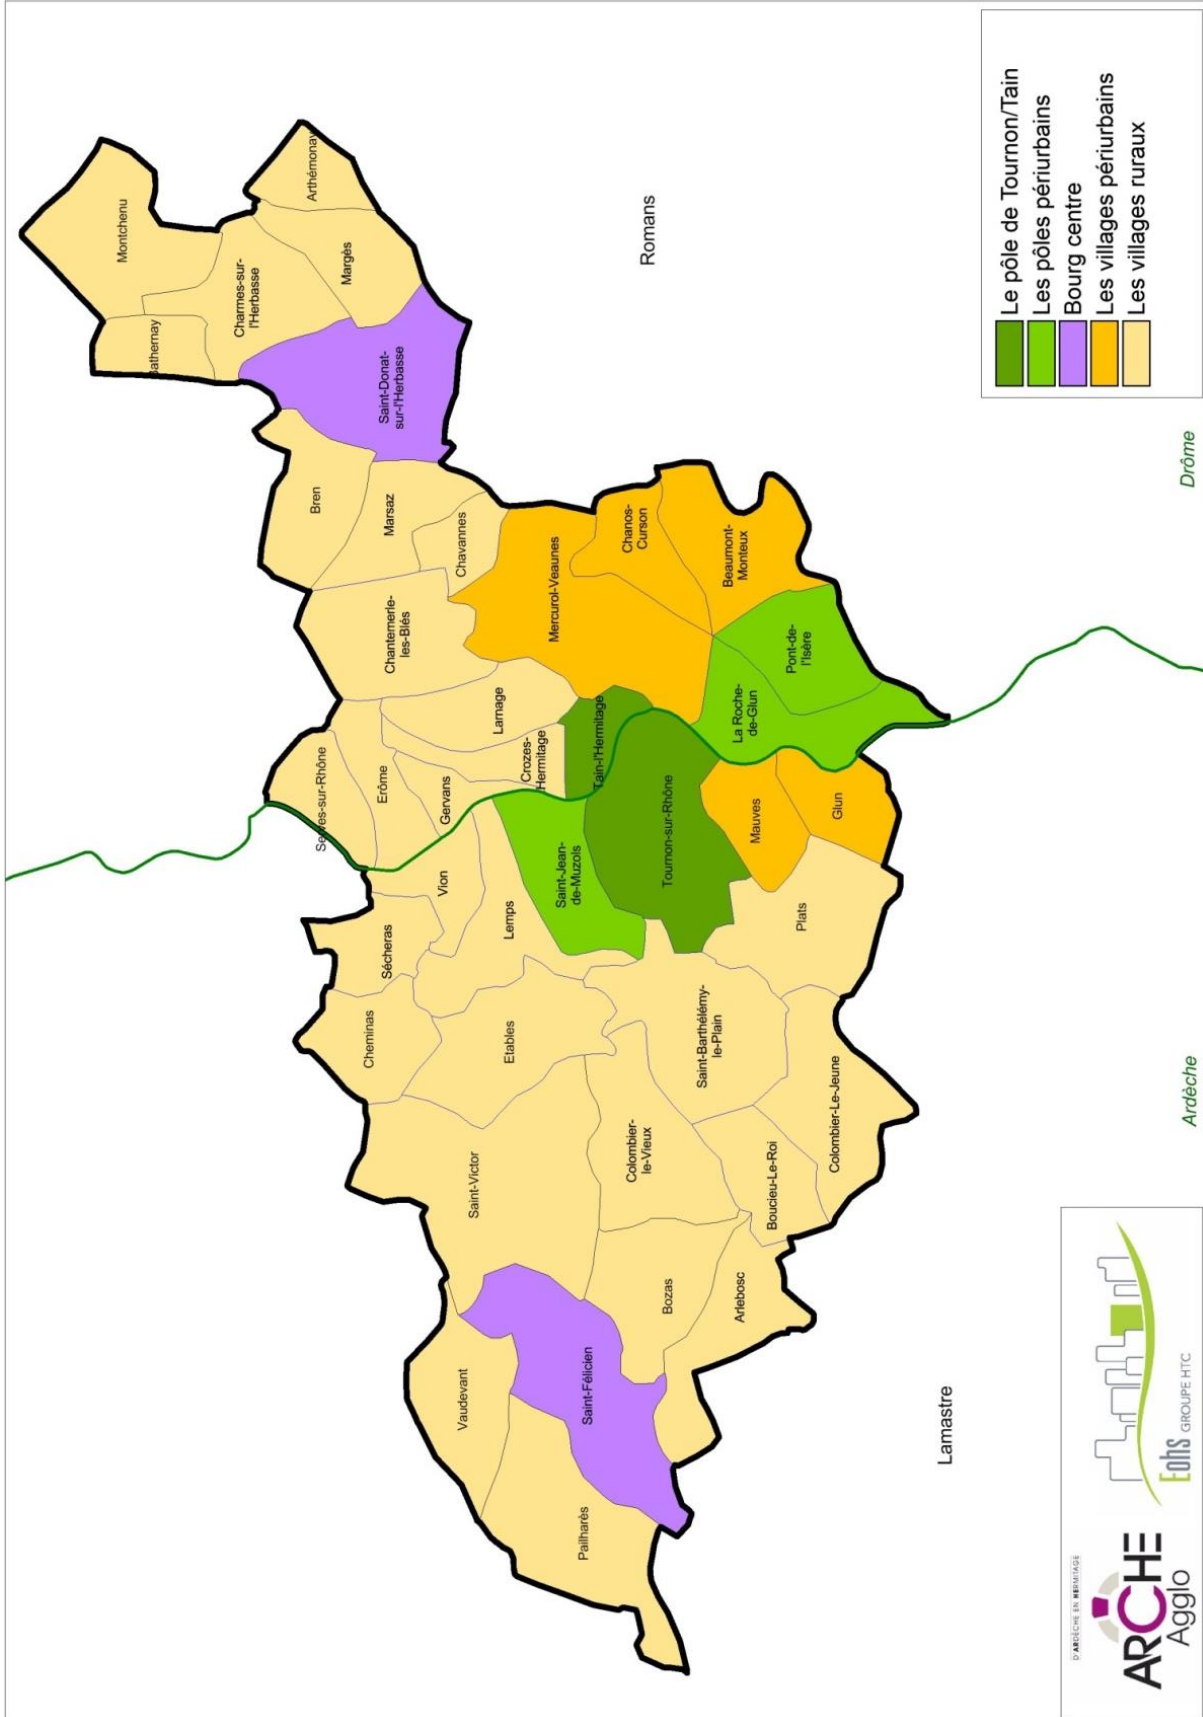 Montchenu
Bathernay
Charmes-sur-
l'Herbasse
Arthémonay
Margès
Saint-Donat-
sur-l'Herbasse
Bren
Marsaz
Chavannes
Chantemerle-
les-Blés
Mercurol-Veaunes
Chanos-
Curson
Beaumont-
Monteux
Larnage
Crozes-
Hermitage
Tain-l'Hermitage
La Roche-
de-Glun
Pont-de-
l'Isère
Serves-sur-Rhône
Erôme
Gervans
Saint-Jean-
de-Muzols
Tournon-sur-Rhône
Mauves
Glun
Vion
Sécheras
Lemps
Plats
Cheminas
Etables
Saint-Barthélémy-
le-Plain
Colombier-Le-Jeune
Saint-Victor
Colombier-
le-Vieux
Boucieu-Le-Roi
Bozas
Arlebosc
Vaudevant
Saint-Félicien
Pailharès
Romans
Lamastre
Drôme
Ardèche
Le pôle de Tournon/Tain
Les pôles périurbains
Bourg centre
Les villages périurbains
Les villages ruraux
D'ARDÈCHE EN HERMITAGE
ARCHE
Agglo
Eohs GROUPE HTC